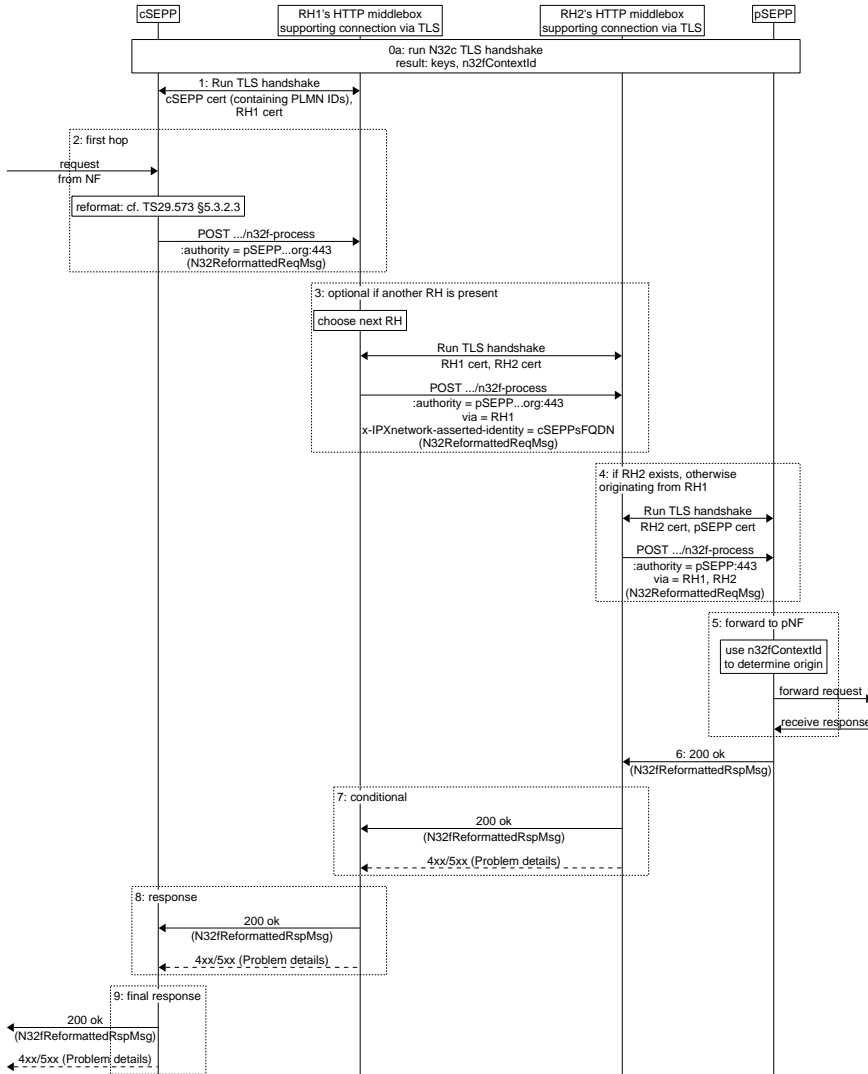 cSEPP
RH1's HTTP middlebox
supporting connection via TLS
RH2's HTTP middlebox
supporting connection via TLS
pSEPP
0a: run N32c TLS handshake
result: keys, n32fContextId
1: Run TLS handshake
cSEPP cert (containing PLMN IDs),
RH1 cert
2: first hop
request
from NF
reformat: cf. TS29.573 §5.3.2.3
POST .../n32f-process
:authority = pSEPP...org:443
(N32ReformattedReqMsg)
3: optional if another RH is present
choose next RH
Run TLS handshake
RH1 cert, RH2 cert
POST .../n32f-process
:authority = pSEPP...org:443
via = RH1
x-IPXnetwork-asserted-identity = cSEPPsFQDN
(N32ReformattedReqMsg)
4: if RH2 exists, otherwise
originating from RH1
Run TLS handshake
RH2 cert, pSEPP cert
POST .../n32f-process
:authority = pSEPP:443
via = RH1, RH2
(N32ReformattedReqMsg)
5: forward to pNF
use n32fContextId
to determine origin
forward request
receive response
6: 200 ok
(N32fReformattedRspMsg)
7: conditional
200 ok
(N32fReformattedRspMsg)
4xx/5xx (Problem details)
8: response
200 ok
(N32fReformattedRspMsg)
4xx/5xx (Problem details)
9: final response
200 ok
(N32fReformattedRspMsg)
4xx/5xx (Problem details)